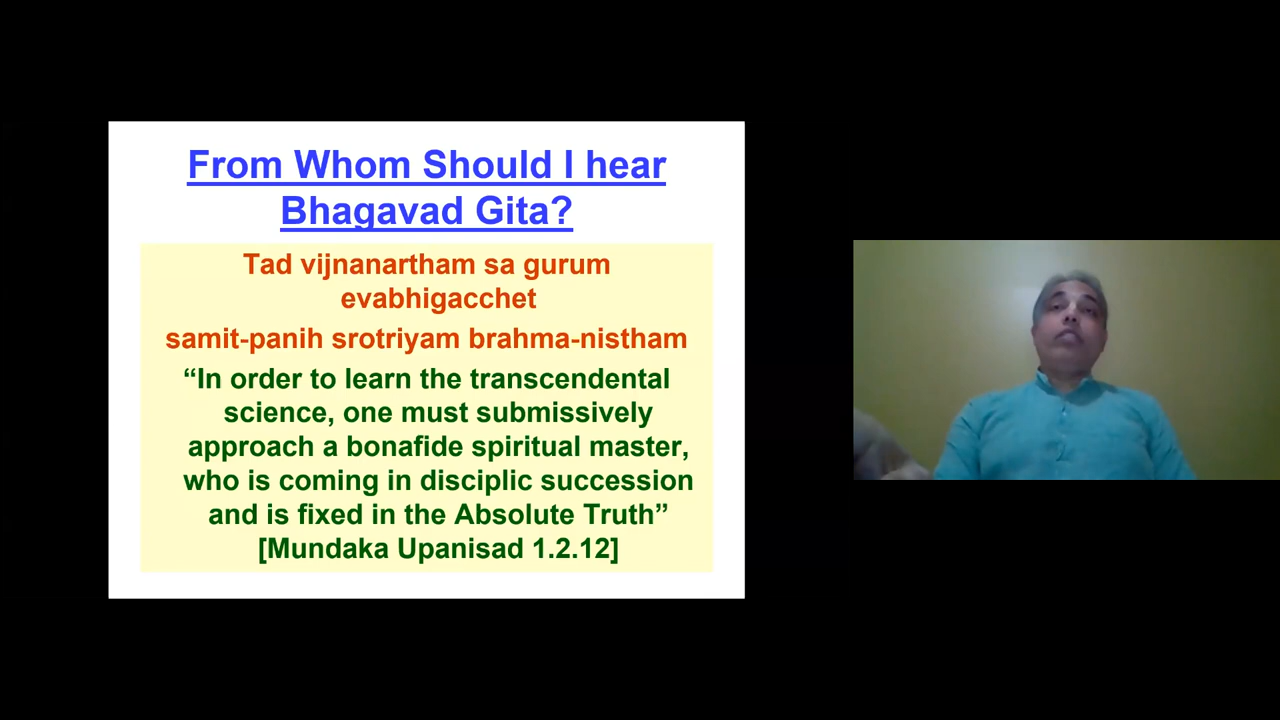 From Whom Should I hear
Bhagavad Gita?
Tad vijnanartham sa gurum
evabhigacchet
samit-panih srotriyam brahma-nistham
“In order to learn the transcendental
science, one must submissively
approach a bonafide spiritual master,
who is coming in disciplic succession
and is fixed in the Absolute Truth”
[Mundaka Upanisad 1.2.12]